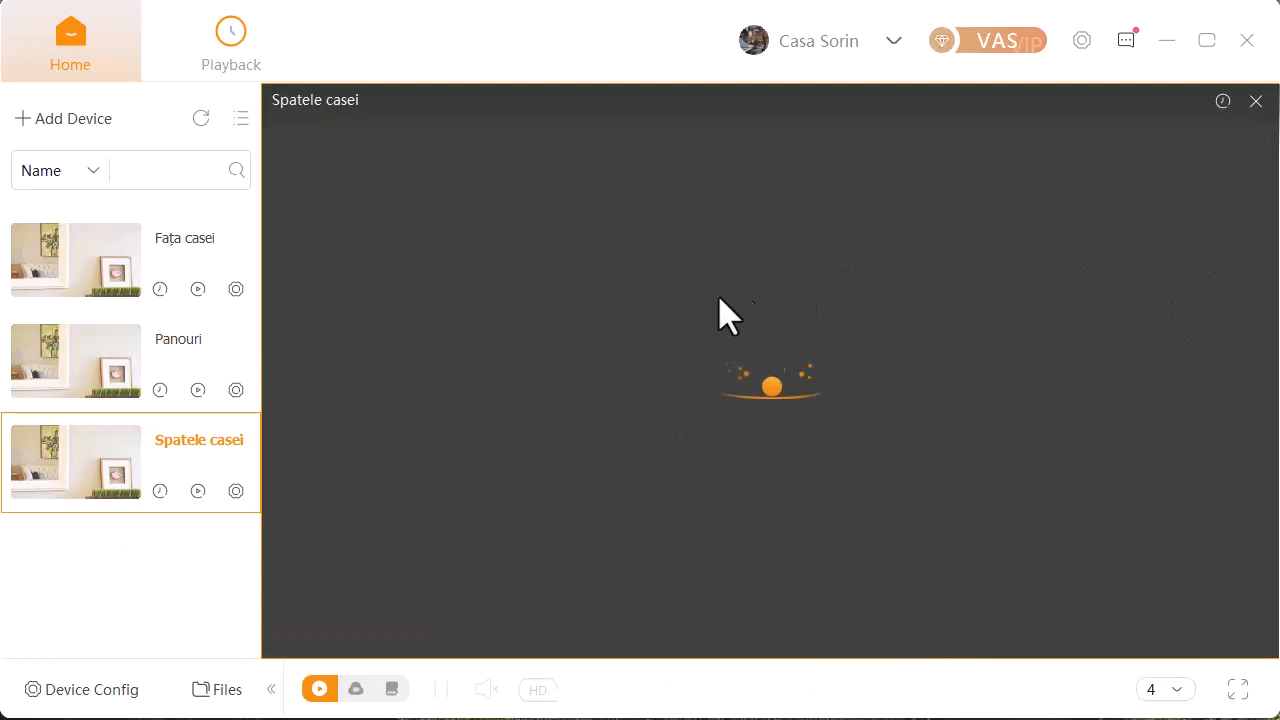 Home
Playback
Casa Sorin
VAS
VIP
Add Device
Name
Fața casei
Panouri
Spatele casei
Spatele casei
Device Config
Files
HD
4